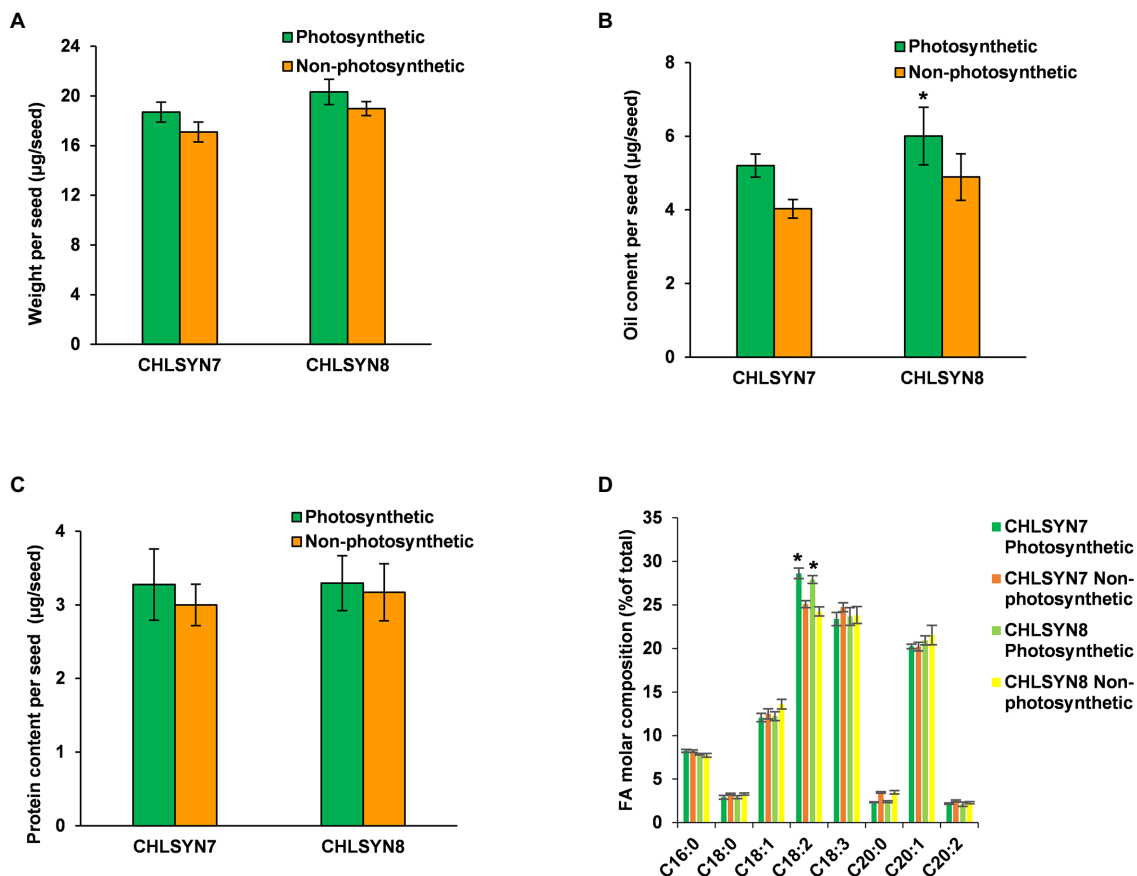 A
Photosynthetic
Non-photosynthetic
Weight per seed (µg/seed)
24
20
16
12
8
4
0
CHLSYN7
CHLSYN8
B
Photosynthetic
Non-photosynthetic
Oil conent per seed (µg/seed)
8
6
4
2
0
*
CHLSYN7
CHLSYN8
C
Photosynthetic
Non-photosynthetic
Protein content per seed (µg/seed)
4
3
2
1
0
CHLSYN7
CHLSYN8
D
FA molar composition (%of total)
35
30
25
20
15
10
5
0
* *
C16:0
C18:0
C18:1
C18:2
C18:3
C20:0
C20:1
C20:2
CHLSYN7
Photosynthetic
CHLSYN7 Non-
photosynthetic
CHLSYN8
Photosynthetic
CHLSYN8 Non-
photosynthetic